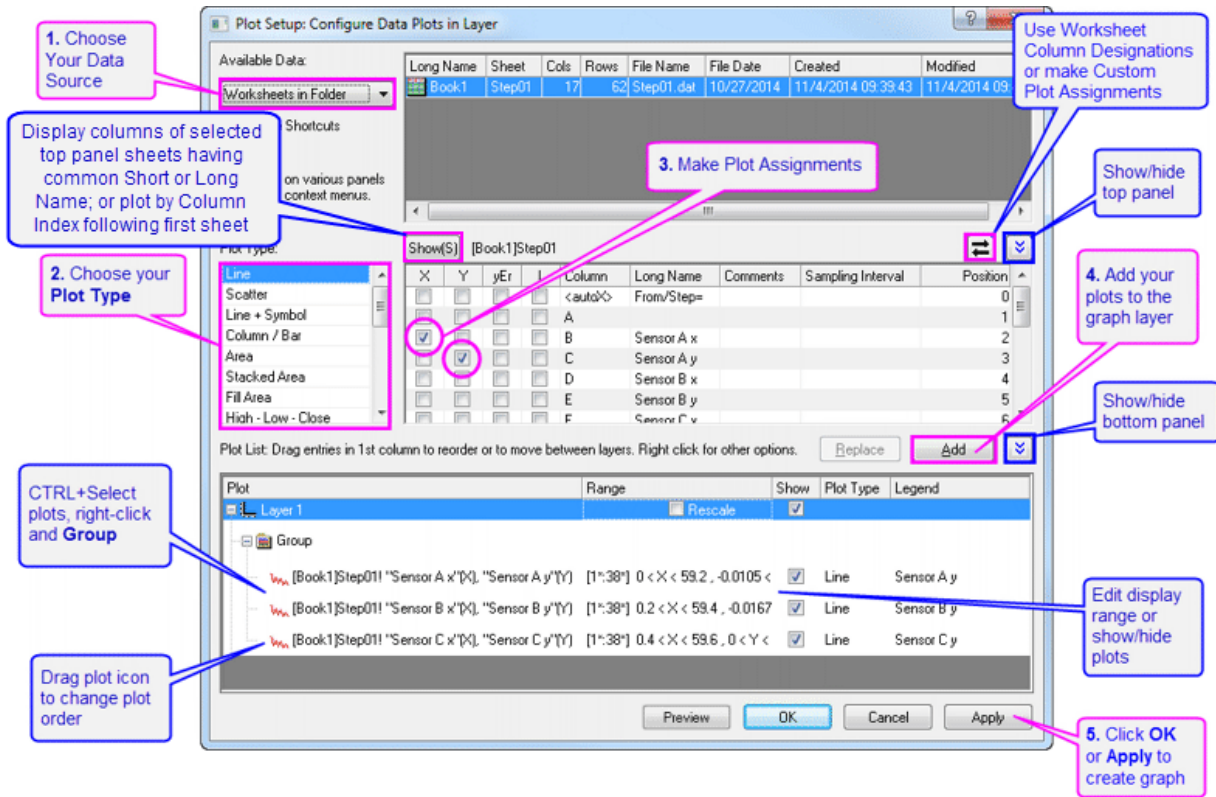 Plot Setup: Configure Data Plots in Layer
?
1. Choose
Your Data
Source
Use Worksheet
Column Designations
or make Custom
Plot Assignments
Available Data:
Worksheets in Folder
Long Name Sheet Cols Rows File Name File Date Created Modified
Book1 Step01 17 62 Step01.dat 10/27/2014 11/4/2014 09:39:43 11/4/2014 09:
Shortcuts
on various panels
context menus.
Display columns of selected
top panel sheets having
common Short or Long
Name; or plot by Column
Index following first sheet
3. Make Plot Assignments
Show/hide
top panel
Plot Type:
Show(S) [Book1]Step01
2. Choose your
Plot Type
Line
Scatter
Line + Symbol
Column / Bar
Area
Stacked Area
Fill Area
High - Low - Close
X Y yEr L Column Long Name Comments Sampling Interval Position
<autoX> From/Step= 0
A 1
B Sensor A x 2
C Sensor A y 3
D Sensor B x 4
E Sensor B y 5
F Sensor C x 6
4. Add your
plots to the
graph layer
Show/hide
bottom panel
Plot List: Drag entries in 1st column to reorder or to move between layers. Right click for other options.
Replace
Add
Plot Range Show Plot Type Legend
Layer 1 Rescale
Group
[Book1]Step01! "Sensor A x"(X), "Sensor A y"(Y) [1*:38*] 0 < X < 59.2 , -0.0105 < Line Sensor A y
[Book1]Step01! "Sensor B x"(X), "Sensor B y"(Y) [1*:38*] 0.2 < X < 59.4 , -0.0167 Line Sensor B y
[Book1]Step01! "Sensor C x"(X), "Sensor C y"(Y) [1*:38*] 0.4 < X < 59.6 , 0 < Y < Line Sensor C y
CTRL+Select
plots, right-click
and Group
Drag plot icon
to change plot
order
Edit display
range or
show/hide
plots
Preview OK Cancel Apply
5. Click OK
or Apply to
create graph